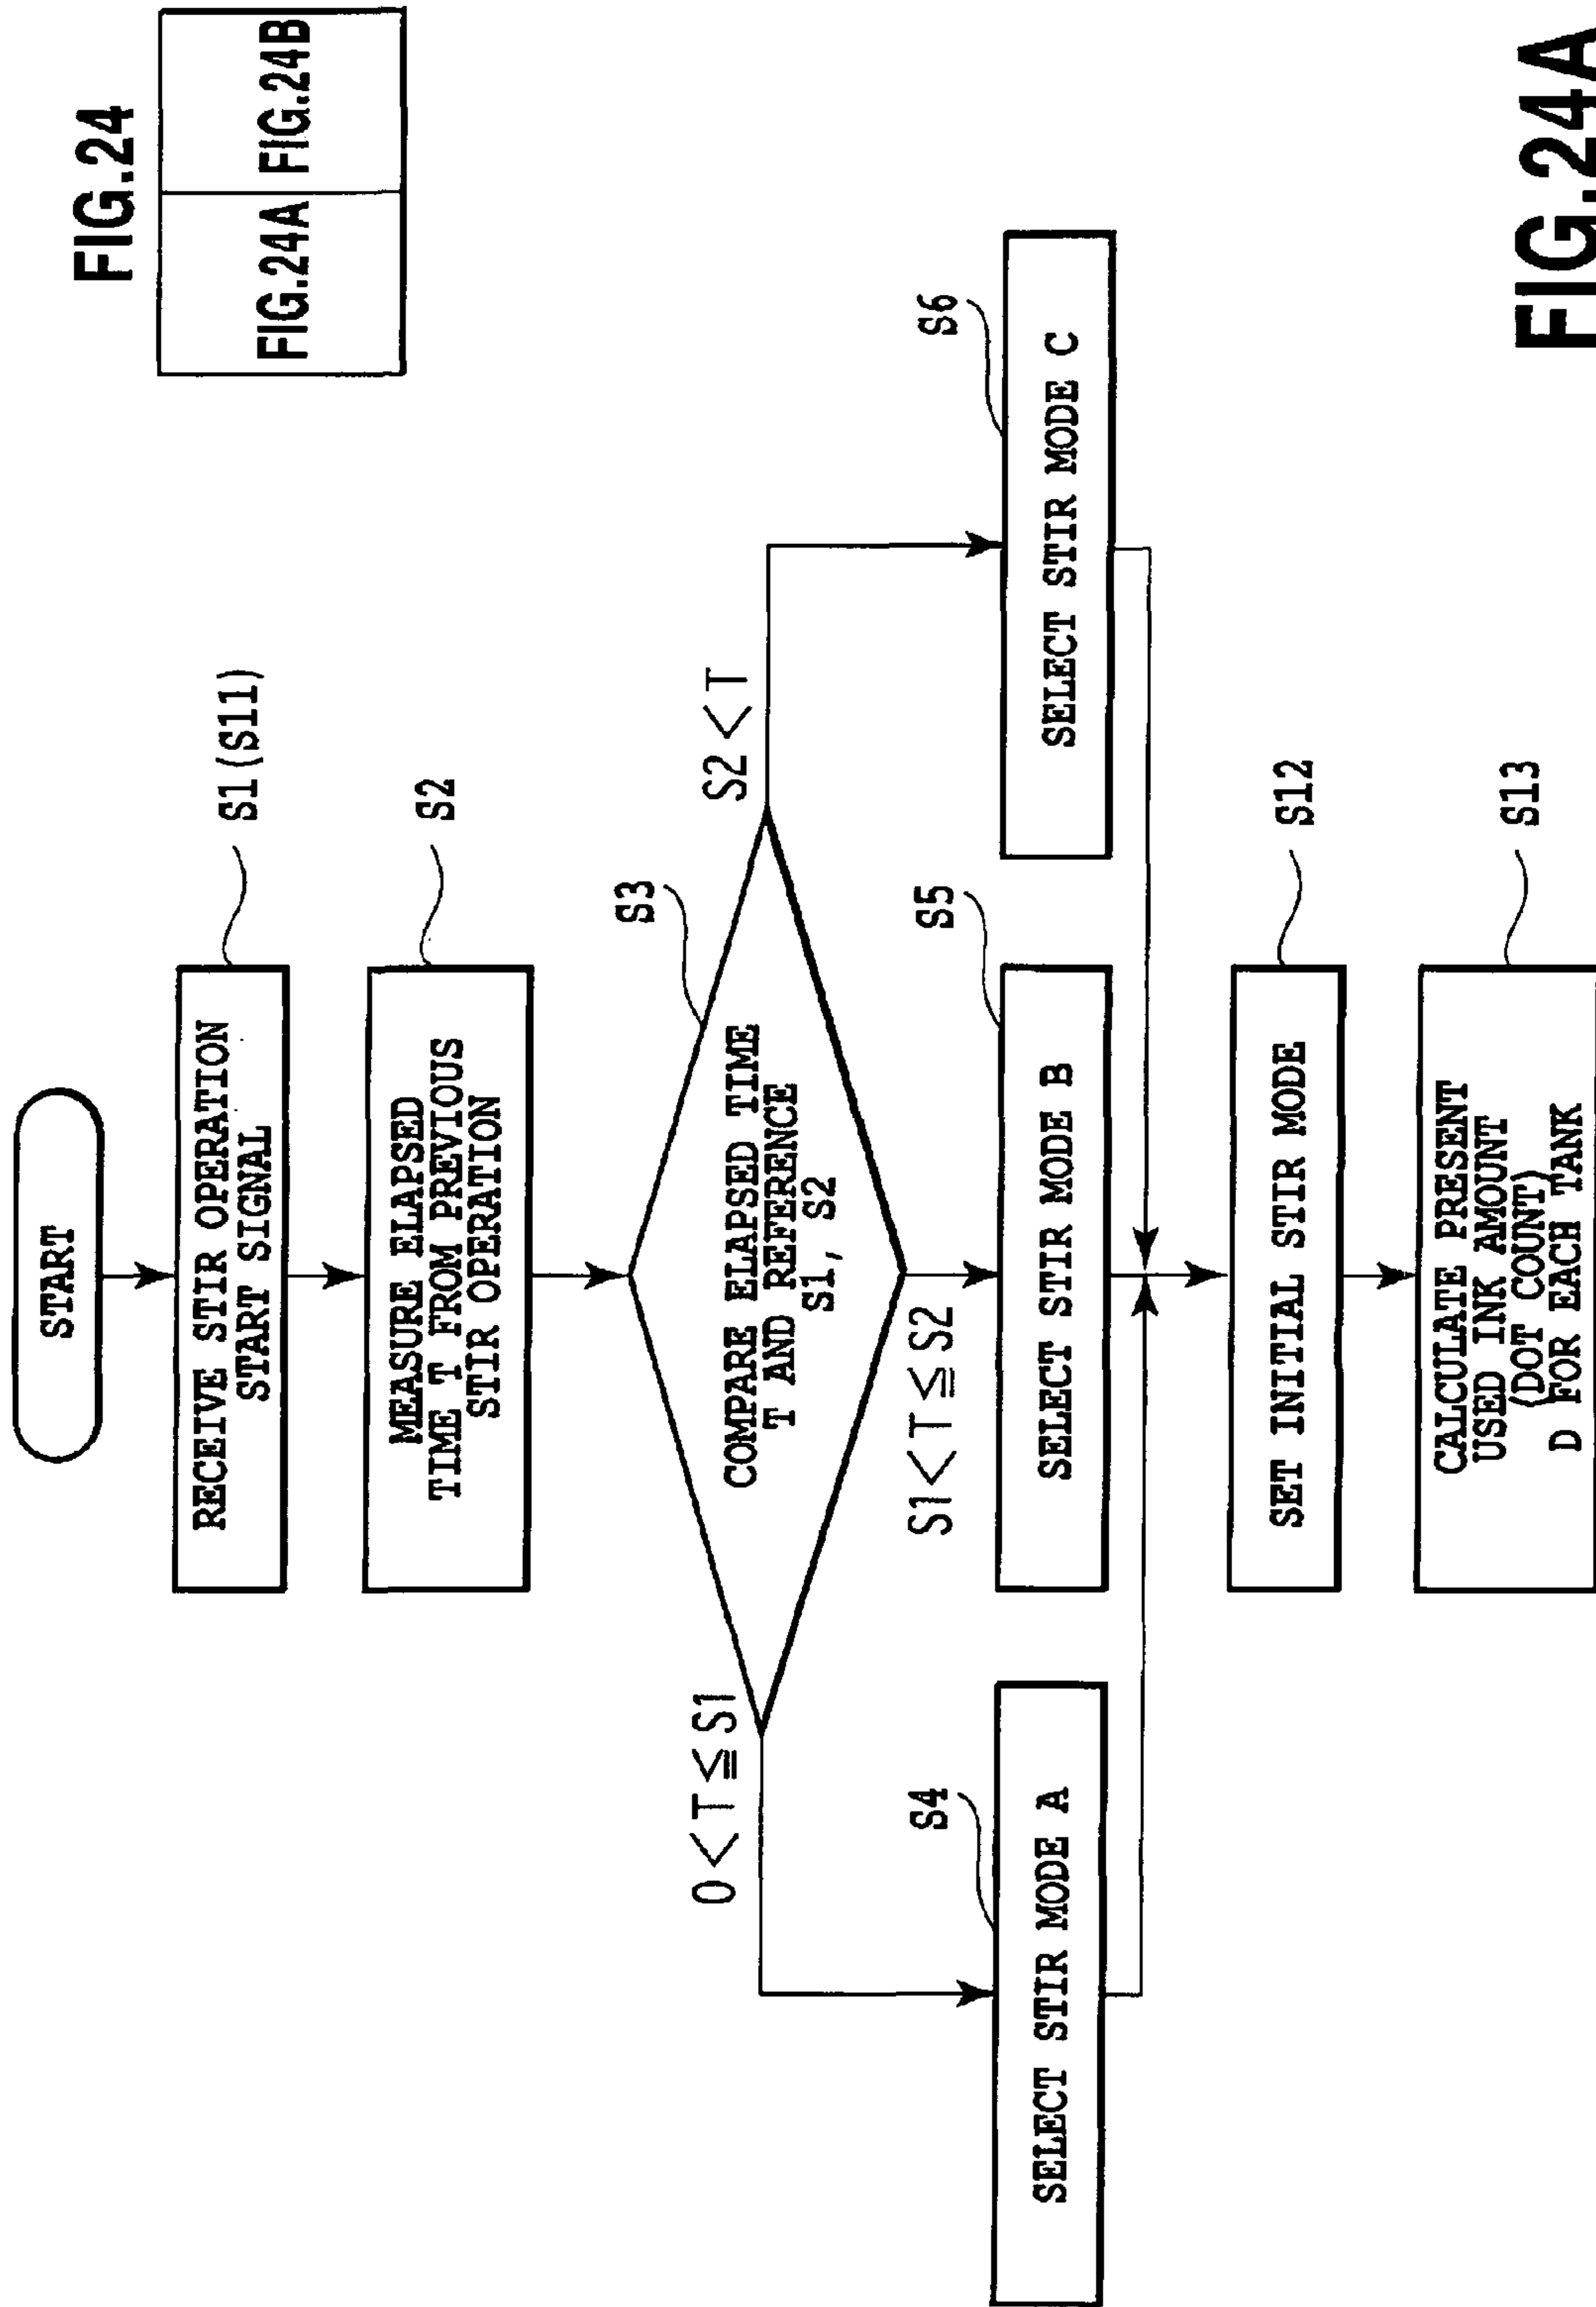 FIG.24
FIG.24A FIG.24B
START
RECEIVE STIR OPERATION
START SIGNAL
S1(S11)
MEASURE ELAPSED
TIME T FROM PREVIOUS
STIR OPERATION
S2
COMPARE ELAPSED TIME
T AND REFERENCE
S1, S2
S3
0<T≦S1
S1<T≦S2
S2<T
SELECT STIR MODE A
S4
SELECT STIR MODE B
S5
SELECT STIR MODE C
S6
SET INITIAL STIR MODE
S12
CALCULATE PRESENT
USED INK AMOUNT
(DOT COUNT)
D FOR EACH TANK
S13
FIG.24A